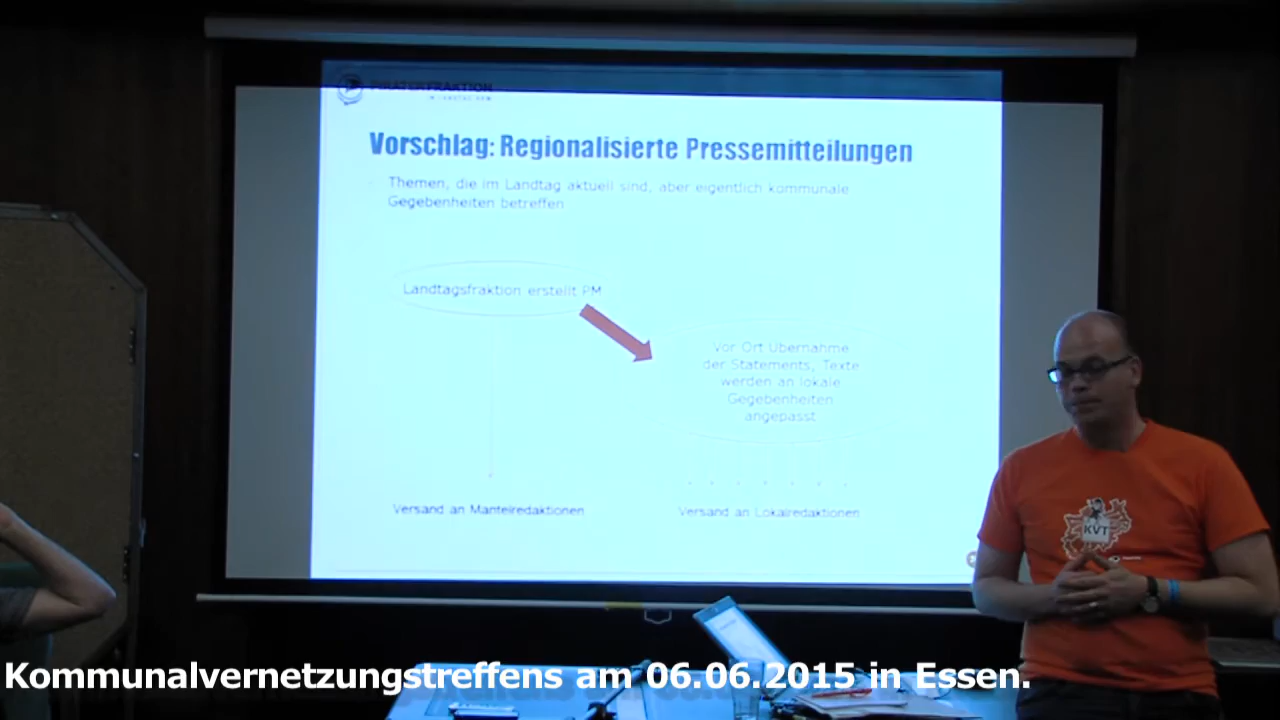 PIRATENFRAKTION
Vorschlag: Regionalisierte Pressemitteilungen
Themen, die im Landtag aktuell sind, aber eigentlich kommunale
Gegebenheiten betreffen
Landtagsfraktion erstellt PM
Vor Ort Übernahme
der Statements, Texte
werden an lokale
Gegebenheiten
angepasst
Versand an Mantelredaktionen
Versand an Lokalredaktionen
KVT
Kommunalvernetzungstreffens am 06.06.2015 in Essen.